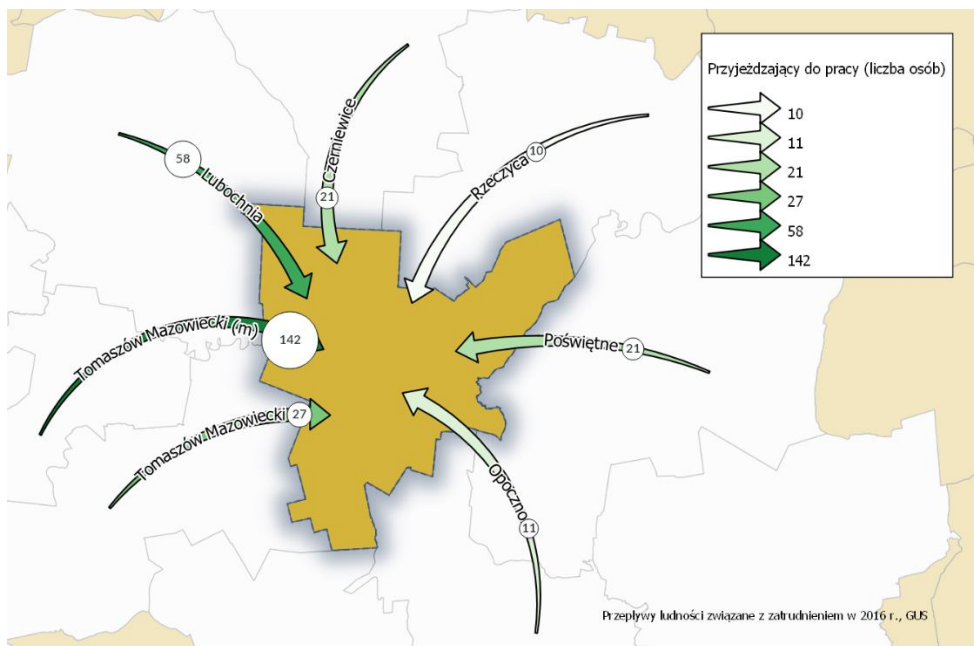 Przyjeżdzający do pracy (liczba osób)
10
11
21
27
58
142
Czerniewice
21
Rzeczyca
10
58
Lubochnia
Tomaszów Mazowiecki (m)
142
Poświętne
21
Tomaszów Mazowiecki
27
Opoczno
11
Przepływy ludności związane z zatrudnieniem w 2016 r., GUS